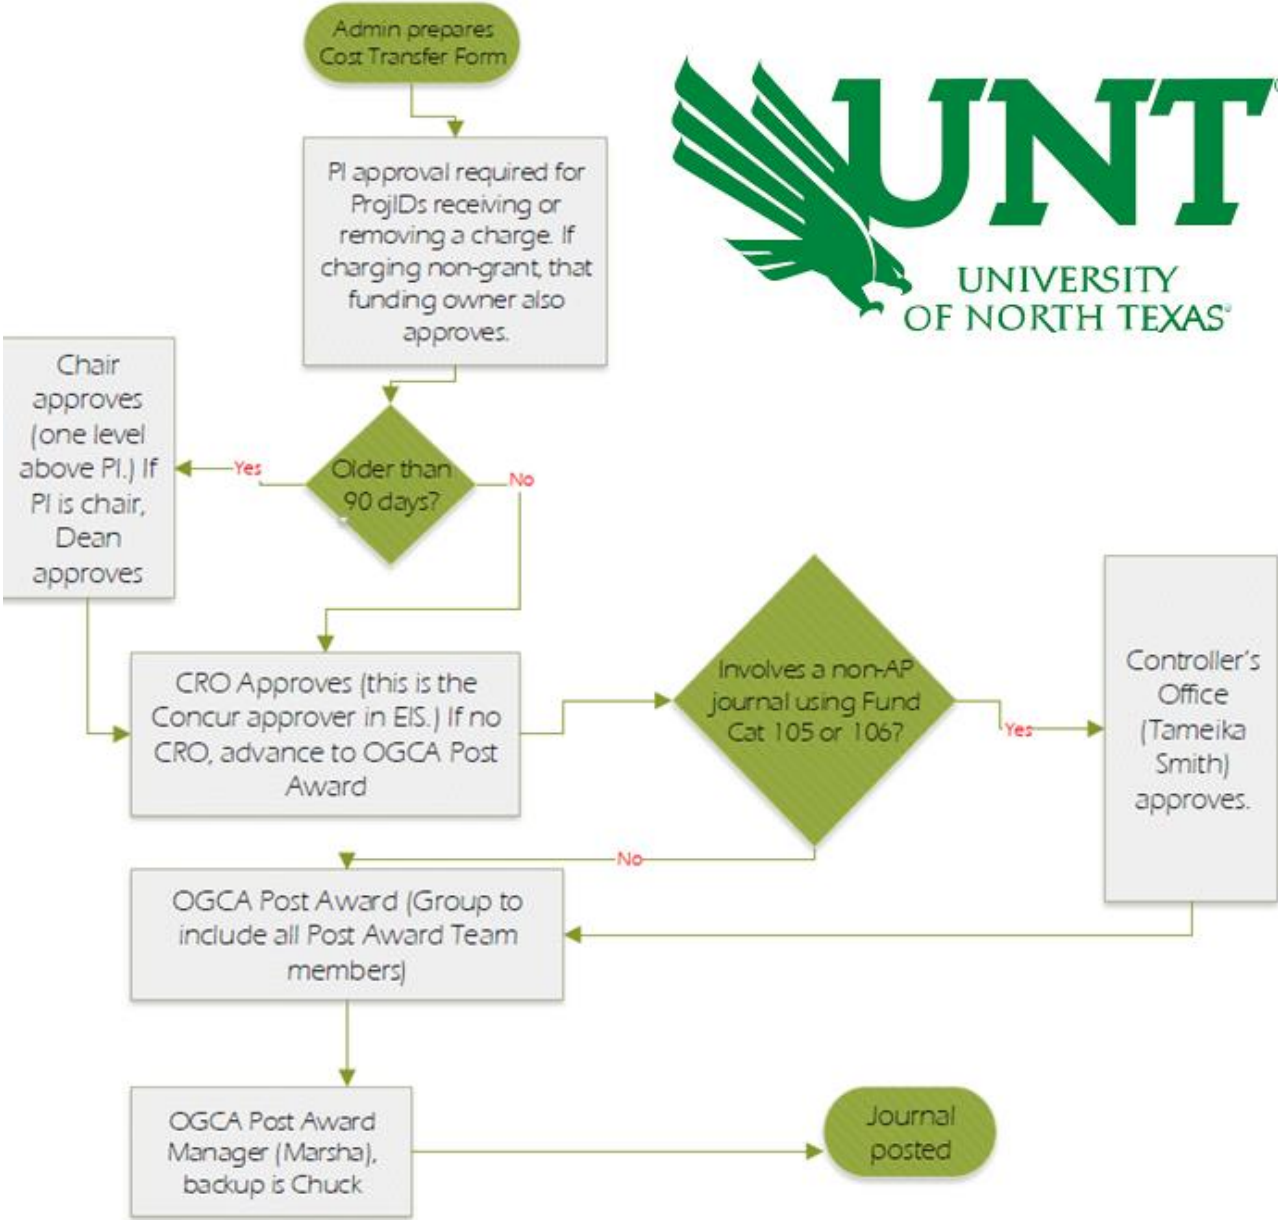 Admin prepares
Cost Transfer Form
UNT
UNIVERSITY
OF NORTH TEXAS®
PI approval required for
ProjIDs receiving or
removing a charge. If
charging non-grant, that
funding owner also
approves.
Chair
approves
(one level
above PI.) If
PI is chair,
Dean
approves
Yes
Older than
90 days?
No
CRO Approves (this is the
Concur approver in EIS.) If no
CRO, advance to OGCA Post
Award
Involves a non-AP
journal using Fund
Cat 105 or 106?
Yes
Controller's
Office
(Tameika
Smith)
approves.
No
OGCA Post Award (Group to
include all Post Award Team
members)
OGCA Post Award
Manager (Marsha),
backup is Chuck
Journal
posted